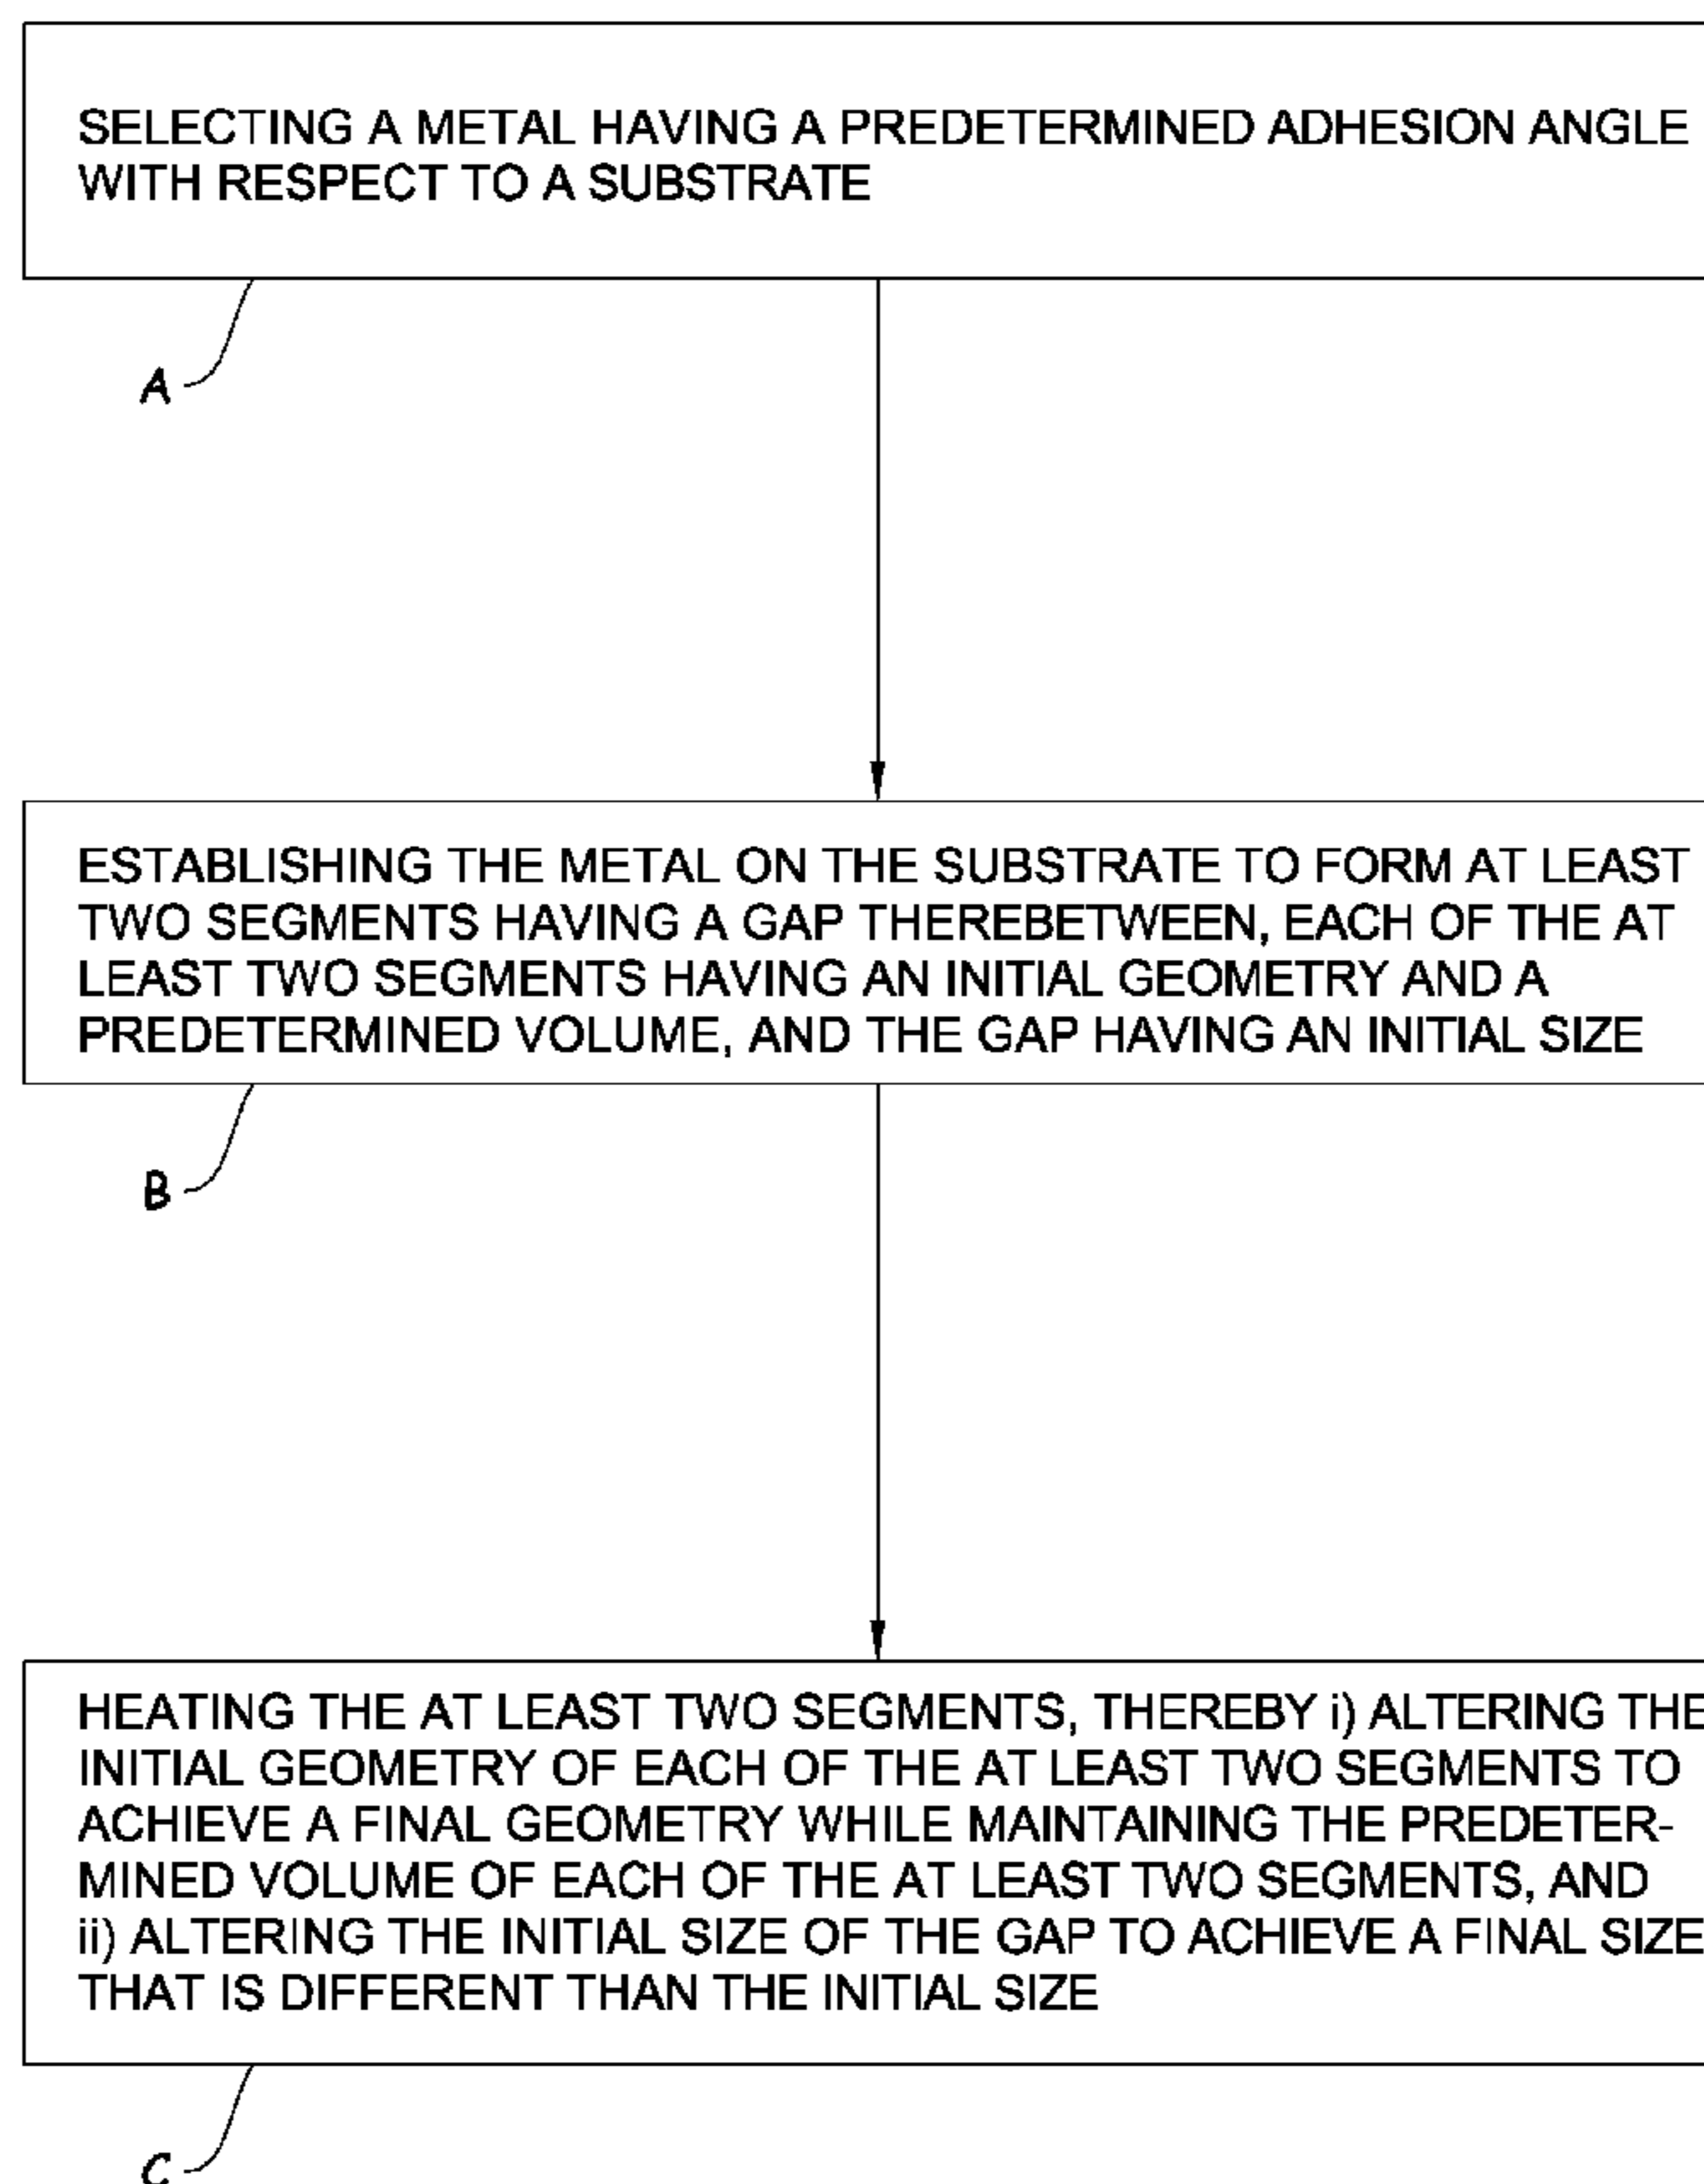 SELECTING A METAL HAVING A PREDETERMINED ADHESION ANGLE
WITH RESPECT TO A SUBSTRATE
A
ESTABLISHING THE METAL ON THE SUBSTRATE TO FORM AT LEAST
TWO SEGMENTS HAVING A GAP THEREBETWEEN, EACH OF THE AT
LEAST TWO SEGMENTS HAVING AN INITIAL GEOMETRY AND A
PREDETERMINED VOLUME, AND THE GAP HAVING AN INITIAL SIZE
B
HEATING THE AT LEAST TWO SEGMENTS, THEREBY i) ALTERING THE
INITIAL GEOMETRY OF EACH OF THE AT LEAST TWO SEGMENTS TO
ACHIEVE A FINAL GEOMETRY WHILE MAINTAINING THE PREDETER-
MINED VOLUME OF EACH OF THE AT LEAST TWO SEGMENTS, AND
ii) ALTERING THE INITIAL SIZE OF THE GAP TO ACHIEVE A FINAL SIZE
THAT IS DIFFERENT THAN THE INITIAL SIZE
C